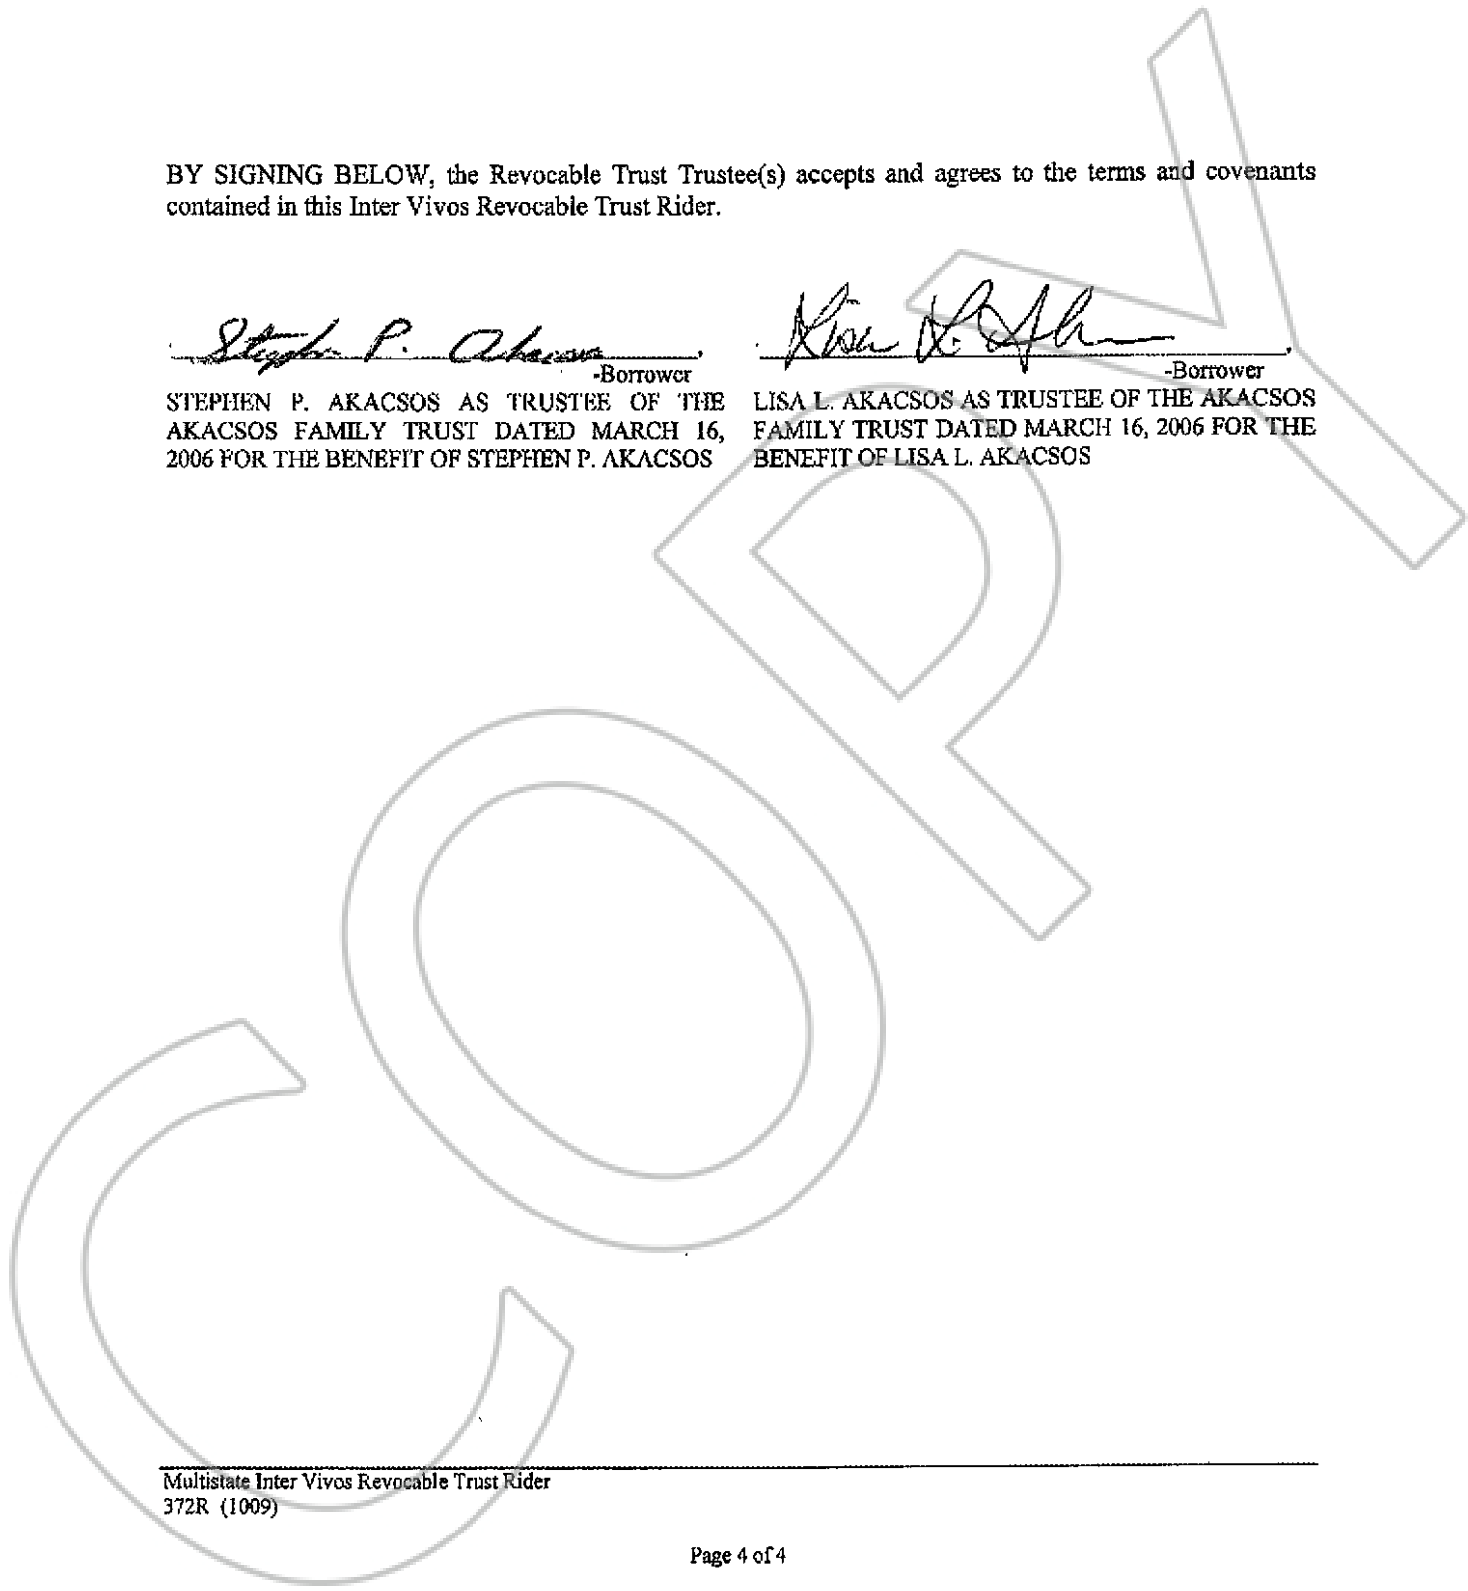 BY SIGNING BELOW, the Revocable Trust Trustee(s) accepts and agrees to the terms and covenants
contained in this Inter Vivos Revocable Trust Rider.
Stephen P. Akacsos
Lisa L.
-Borrower
STEPHEN P. AKACSOS AS TRUSTEE OF THE
AKACSOS FAMILY TRUST DATED MARCH 16,
2006 FOR THE BENEFIT OF STEPHEN P. AKACSOS
-Borrower
LISA L. AKACSOS AS TRUSTEE OF THE AKACSOS
FAMILY TRUST DATED MARCH 16, 2006 FOR THE
BENEFIT OF LISA L. AKACSOS
COPY
Multistate Inter Vivos Revocable Trust Rider
372R (1009)
Page 4 of 4